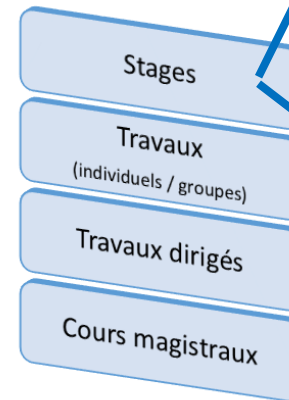 Stages
Travaux
(individuels / groupes)
Travaux dirigés
Cours magistraux